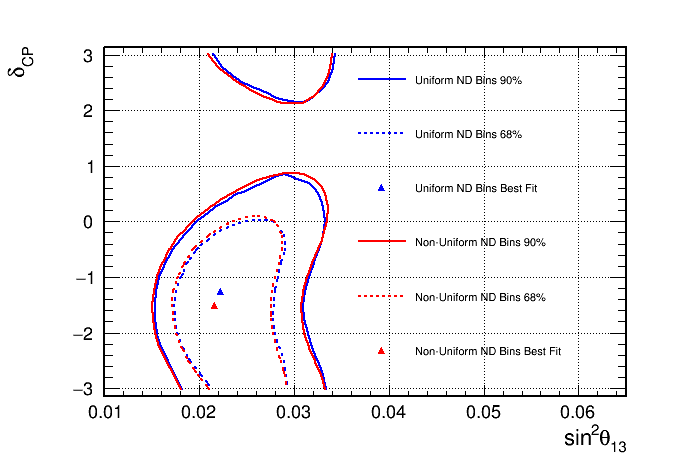 δCP
3
2
1
0
−1
−2
−3
Uniform ND Bins 90%
Uniform ND Bins 68%
Uniform ND Bins Best Fit
Non-Uniform ND Bins 90%
Non-Uniform ND Bins 68%
Non-Uniform ND Bins Best Fit
0.01 0.02 0.03 0.04 0.05 0.06
sin²θ₁₃